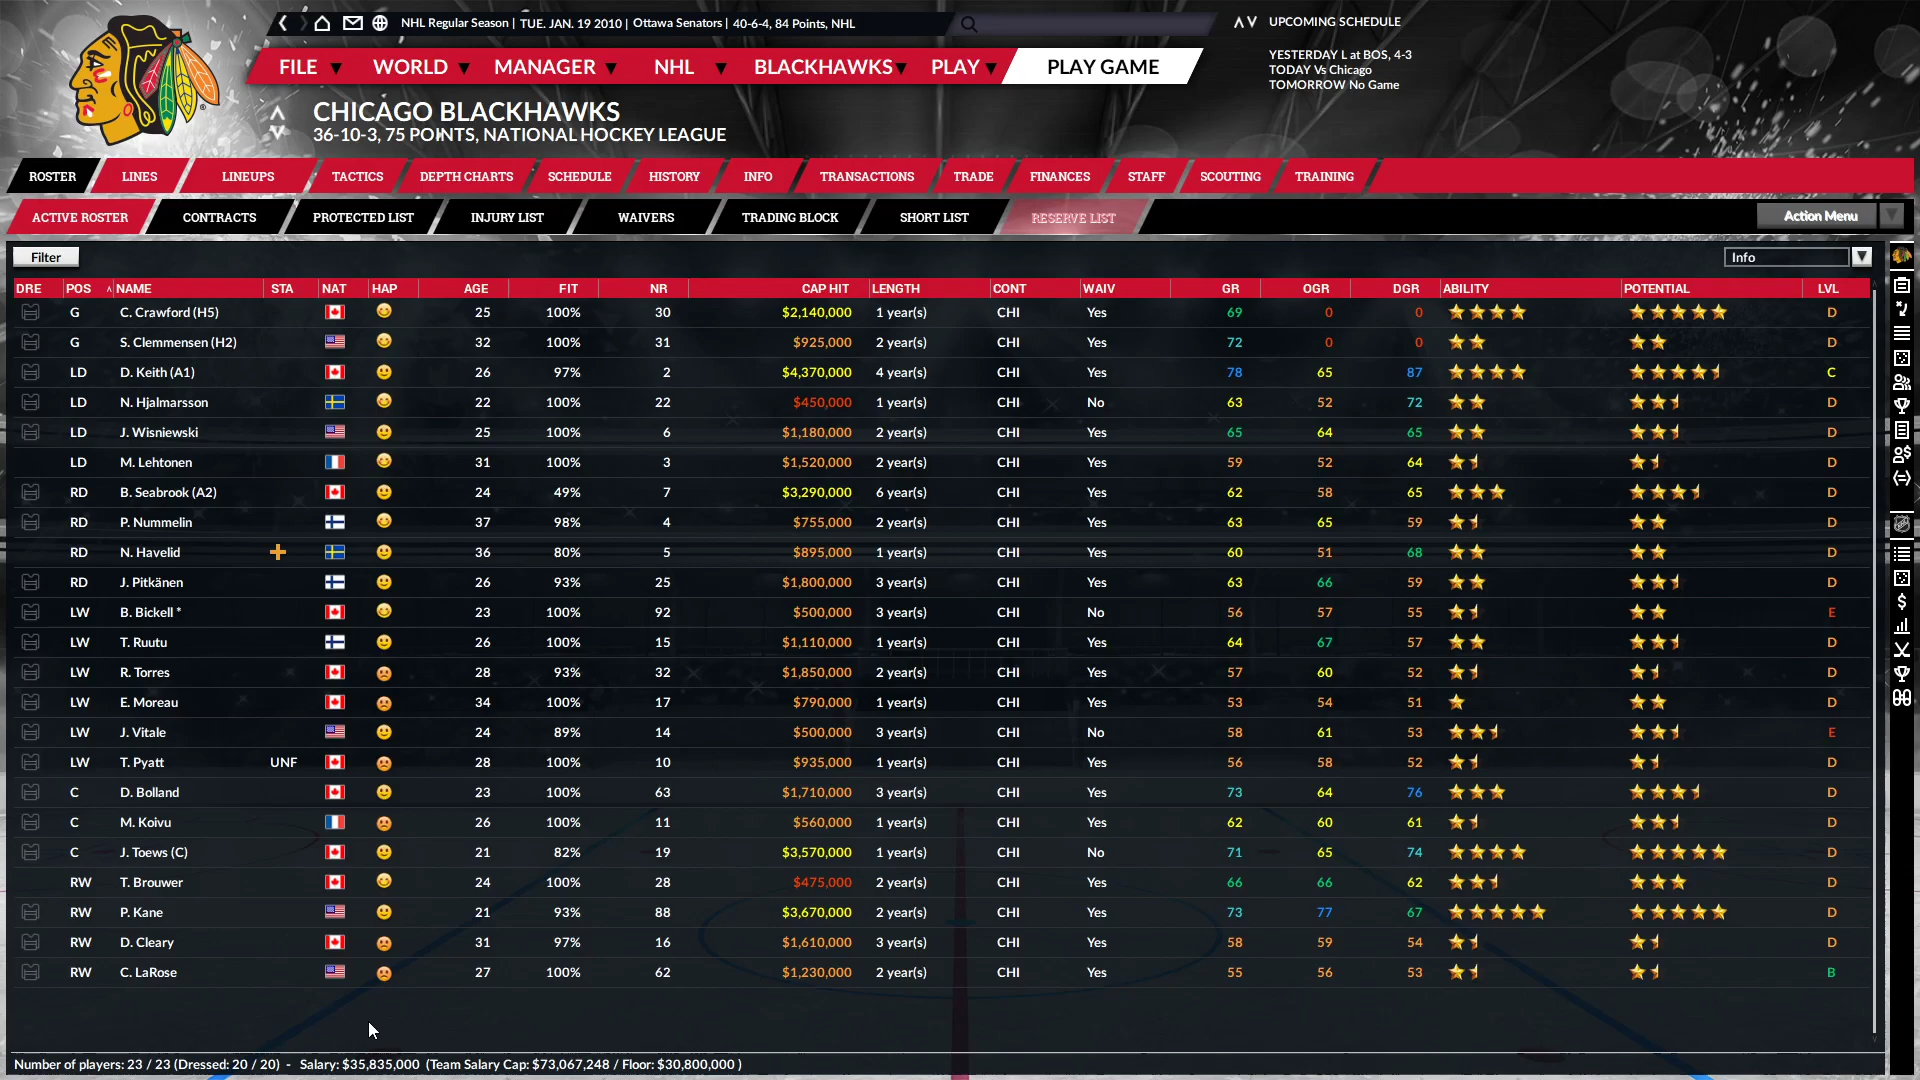 NHL Regular Season | TUE. JAN. 19 2010 | Ottawa Senators | 40-6-4, 84 Points, NHL
UPCOMING SCHEDULE
YESTERDAY L at BOS, 4-3
TODAY Vs Chicago
TOMORROW No Game
FILE WORLD MANAGER NHL BLACKHAWKS PLAY PLAY GAME
CHICAGO BLACKHAWKS
36-10-3, 75 POINTS, NATIONAL HOCKEY LEAGUE
ROSTER LINES LINEUPS TACTICS DEPTH CHARTS SCHEDULE HISTORY INFO TRANSACTIONS TRADE FINANCES STAFF SCOUTING TRAINING
ACTIVE ROSTER CONTRACTS PROTECTED LIST INJURY LIST WAIVERS TRADING BLOCK SHORT LIST RESERVE LIST Action Menu
Filter Info
DRE POS NAME STA NAT HAP AGE FIT NR CAP HIT LENGTH CONT WAIV GR OGR DGR ABILITY POTENTIAL LVL
G C. Crawford (H5) 25 100% 30 $2,140,000 1 year(s) CHI Yes 69 0 0 D
G S. Clemmensen (H2) 32 100% 31 $925,000 2 year(s) CHI Yes 72 0 0 D
LD D. Keith (A1) 26 97% 2 $4,370,000 4 year(s) CHI Yes 78 65 87 C
LD N. Hjalmarsson 22 100% 22 $450,000 1 year(s) CHI No 63 52 72 D
LD J. Wisniewski 25 100% 6 $1,180,000 2 year(s) CHI Yes 65 64 65 D
LD M. Lehtonen 31 100% 3 $1,520,000 2 year(s) CHI Yes 59 52 64 D
RD B. Seabrook (A2) 24 49% 7 $3,290,000 6 year(s) CHI Yes 62 58 65 D
RD P. Nummelin 37 98% 4 $755,000 2 year(s) CHI Yes 63 65 59 D
RD N. Havelid 36 80% 5 $895,000 1 year(s) CHI Yes 60 51 68 D
RD J. Pitkänen 26 93% 25 $1,800,000 3 year(s) CHI Yes 63 66 59 D
LW B. Bickell * 23 100% 92 $500,000 3 year(s) CHI No 56 57 55 E
LW T. Ruutu 26 100% 15 $1,110,000 1 year(s) CHI Yes 64 67 57 D
LW R. Torres 28 93% 32 $1,850,000 2 year(s) CHI Yes 57 60 52 D
LW E. Moreau 34 100% 17 $790,000 1 year(s) CHI Yes 53 54 51 D
LW J. Vitale 24 89% 14 $500,000 3 year(s) CHI No 58 61 53 E
LW T. Pyatt UNF 28 100% 10 $935,000 1 year(s) CHI Yes 56 58 52 D
C D. Bolland 23 100% 63 $1,710,000 3 year(s) CHI Yes 73 64 76 D
C M. Koivu 26 100% 11 $560,000 1 year(s) CHI Yes 62 60 61 D
C J. Toews (C) 21 82% 19 $3,570,000 1 year(s) CHI No 71 65 74 D
RW T. Brouwer 24 100% 28 $475,000 2 year(s) CHI Yes 66 66 62 D
RW P. Kane 21 93% 88 $3,670,000 2 year(s) CHI Yes 73 77 67 D
RW D. Cleary 31 97% 16 $1,610,000 3 year(s) CHI Yes 58 59 54 D
RW C. LaRose 27 100% 62 $1,230,000 2 year(s) CHI Yes 55 56 53 B
Number of players: 23 / 23 (Dressed: 20 / 20) - Salary: $35,835,000 (Team Salary Cap: $73,067,248 / Floor: $30,800,000 )